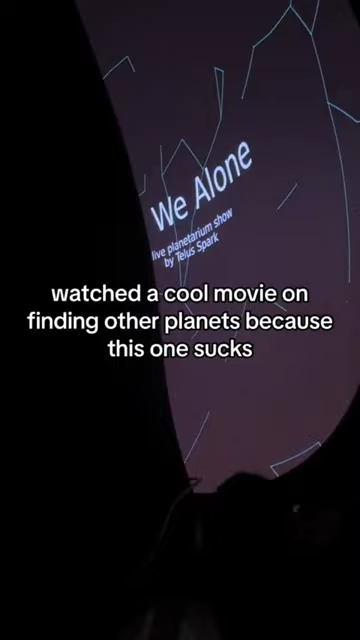 We Alone
live planetarium show
by Telus Spark
watched a cool movie on
finding other planets because
this one sucks